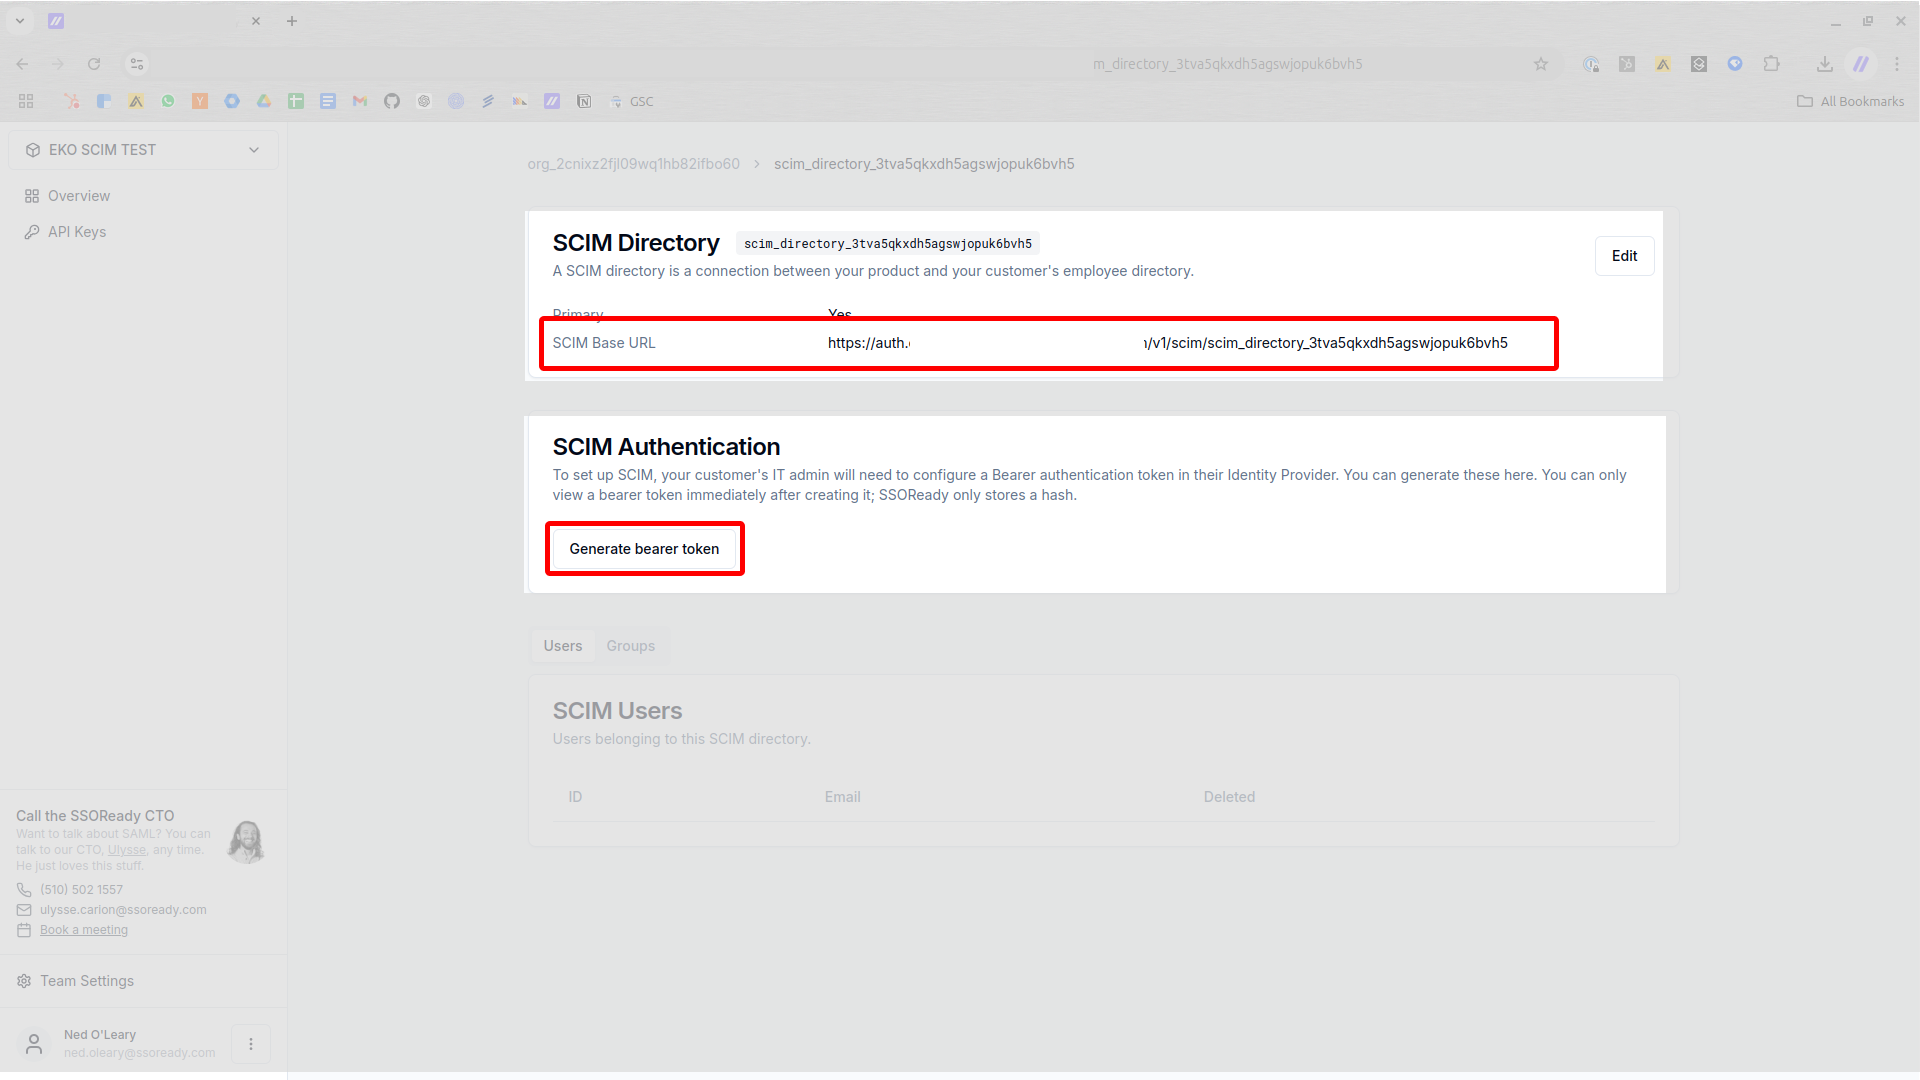 m_directory_3tva5qkxdh5agswjopuk6bvh5
GSC
All Bookmarks
EKO SCIM TEST
Overview
API Keys
org_2cnixz2fjl09wq1hb82ifbo60 > scim_directory_3tva5qkxdh5agswjopuk6bvh5
SCIM Directory scim_directory_3tva5qkxdh5agswjopuk6bvh5
A SCIM directory is a connection between your product and your customer's employee directory.
Edit
Primary Yes
SCIM Base URL https://auth. /v1/scim/scim_directory_3tva5qkxdh5agswjopuk6bvh5
SCIM Authentication
To set up SCIM, your customer's IT admin will need to configure a Bearer authentication token in their Identity Provider. You can generate these here. You can only
view a bearer token immediately after creating it; SSOReady only stores a hash.
Generate bearer token
Users Groups
SCIM Users
Users belonging to this SCIM directory.
ID Email Deleted
Call the SSOReady CTO
Want to talk about SAML? You can
talk to our CTO, Ulysse, any time.
He just loves this stuff.
(510) 502 1557
ulysse.carion@ssoready.com
Book a meeting
Team Settings
Ned O'Leary
ned.oleary@ssoready.com